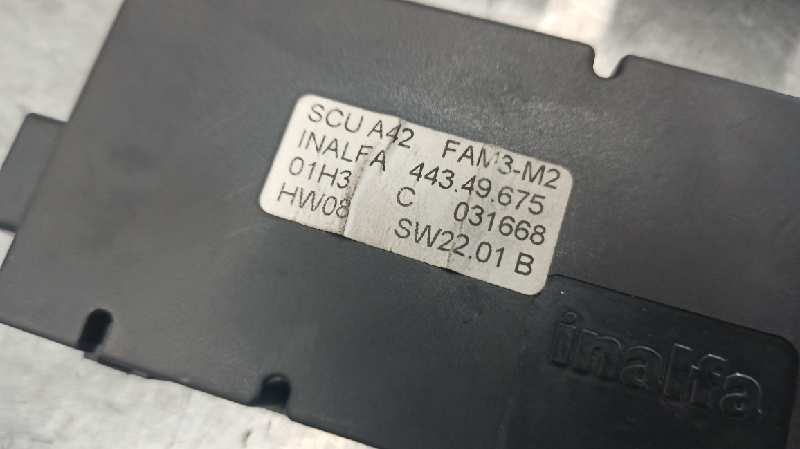 SCU A42 FAM3-M2
INALFA 443.49.675
01H3 C 031668
HW08 SW22.01 B
inalfa